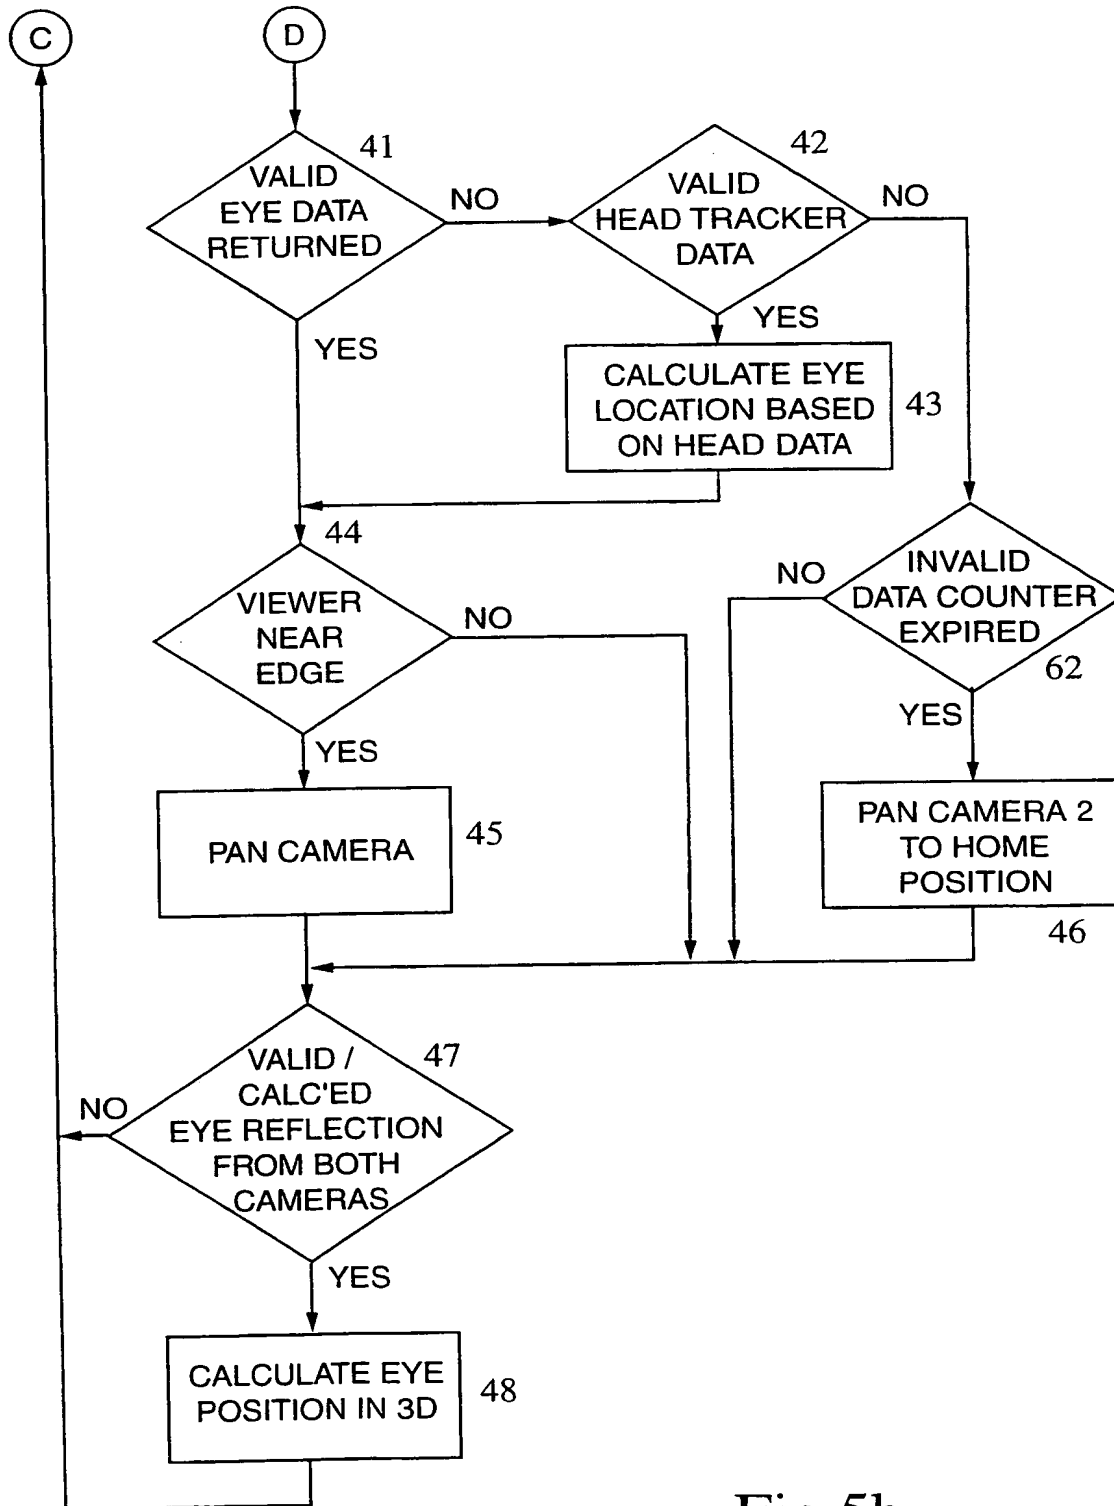 C
D
41
VALID
EYE DATA
RETURNED
NO
42
VALID
HEAD TRACKER
DATA
NO
YES
YES
CALCULATE EYE
LOCATION BASED
ON HEAD DATA
43
44
VIEWER
NEAR
EDGE
NO
NO
INVALID
DATA COUNTER
EXPIRED
62
YES
YES
PAN CAMERA
45
PAN CAMERA 2
TO HOME
POSITION
46
47
VALID /
CALC'ED
EYE REFLECTION
FROM BOTH
CAMERAS
NO
YES
CALCULATE EYE
POSITION IN 3D
48